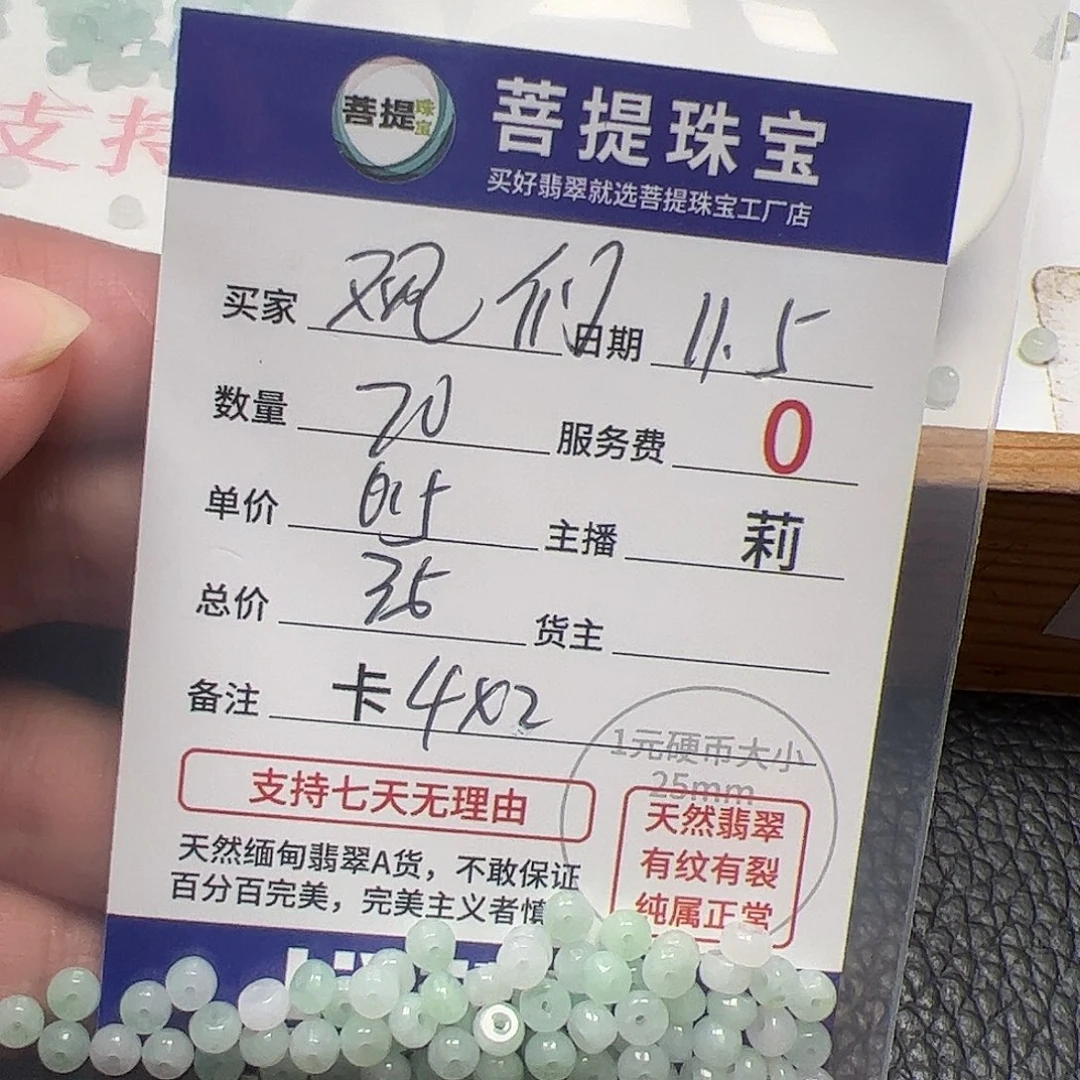 支持
菩提珠宝
菩提珠宝
买好翡翠就选菩提珠宝工厂店
买家 观们 日期 11.5
数量 70 服务费 0
单价 0.5 主播 莉
总价 35 货主
备注 卡4x2
1元硬币大小
25mm
支持七天无理由
天然翡翠
有纹有裂
纯属正常
天然缅甸翡翠A货，不敢保证
百分百完美，完美主义者慎